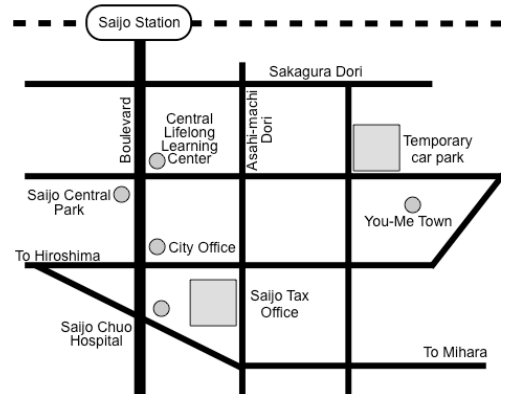 Saijo Station
Sakagura Dori
Boulevard
Central
Lifelong
Learning
Center
Asahi-machi
Dori
Temporary
car park
Saijo Central
Park
You-Me Town
City Office
To Hiroshima
Saijo Tax
Office
Saijo Chuo
Hospital
To Mihara